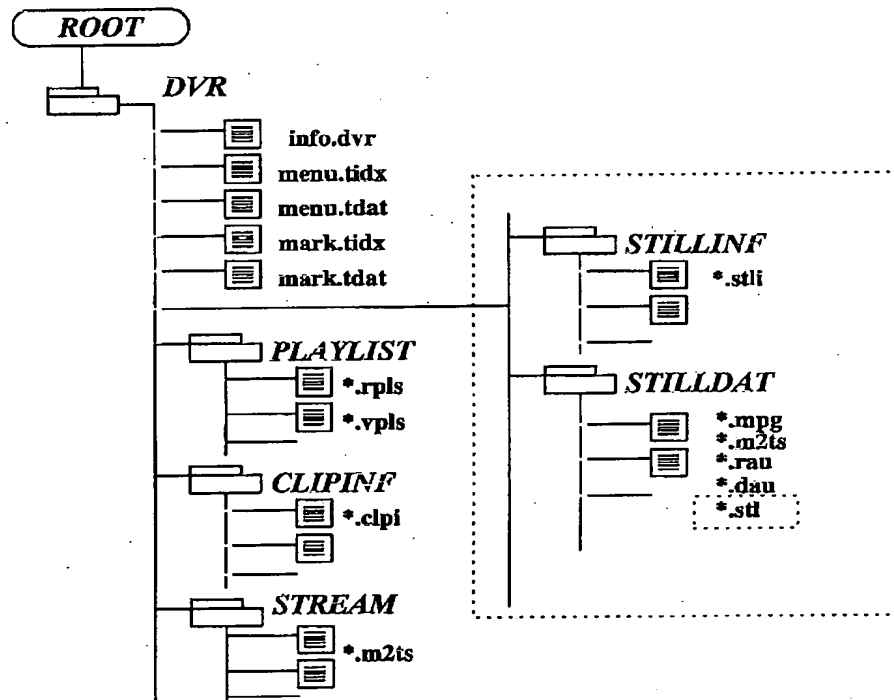 ROOT
DVR
info.dvr
menu.tidx
menu.tdat
mark.tidx
mark.tdat
PLAYLIST
*.rpls
*.vpls
CLIPINF
*.clpi
STREAM
*.m2ts
STILLINF
*.stli
STILLDAT
*.mpg
*.m2ts
*.rau
*.dau
*.stl